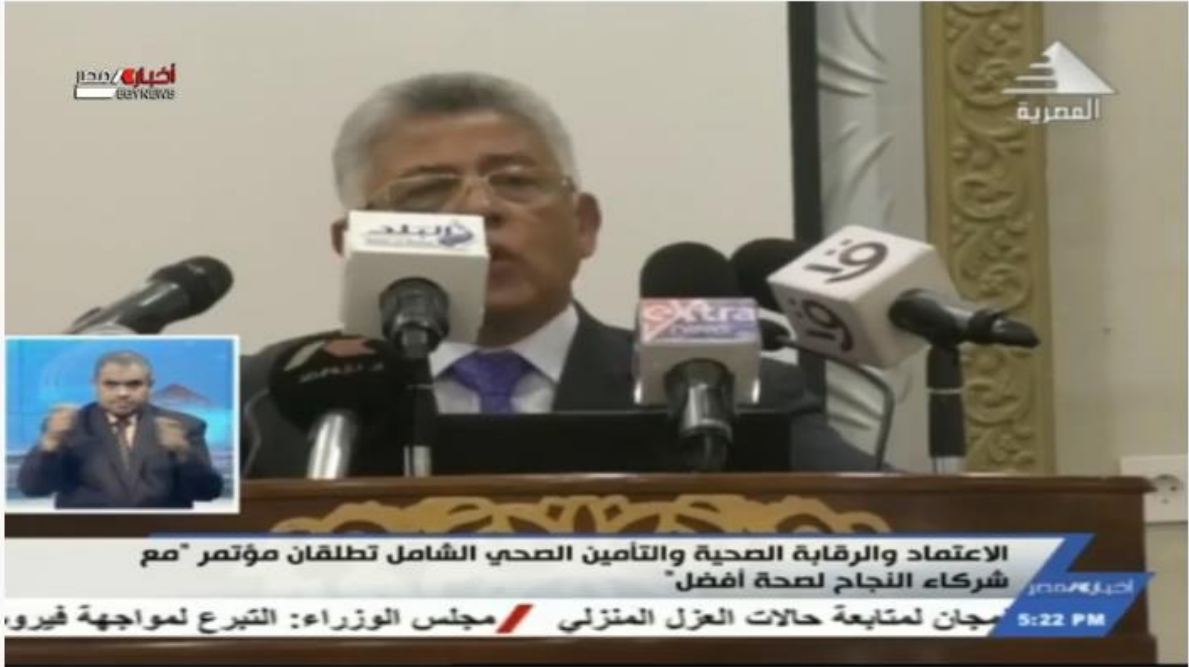 أخبار/مصر
EGYNEWS
المصرية
البلد
eXtra
news
الاعتماد والرقابة الصحية والتأمين الصحي الشامل تطلقان مؤتمر "مع
شركاء النجاح لصحة أفضل"
أخبار/مصر
مجلس الوزراء: التبرع لمواجهة فيرو / لمتابعة حالات العزل المنزلي
5:22 PM